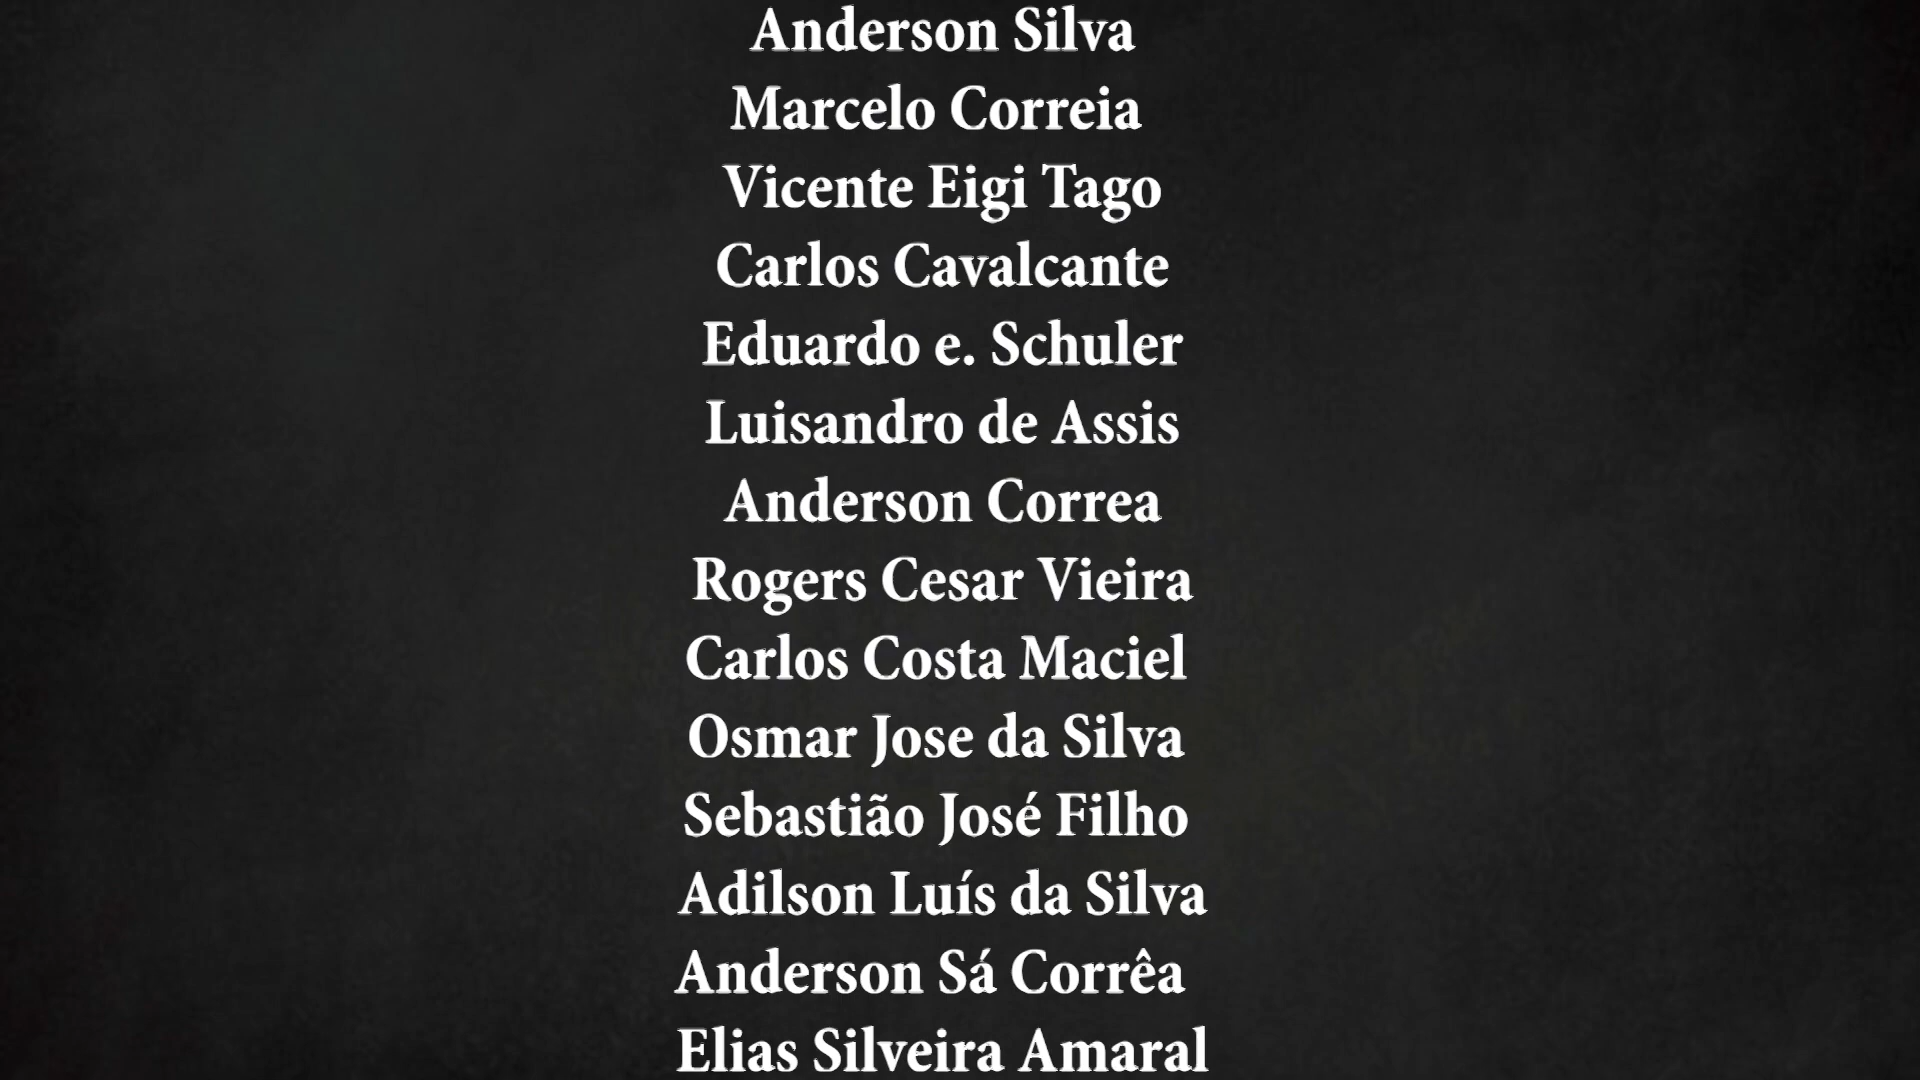 Anderson Silva
Marcelo Correia
Vicente Eigi Tago
Carlos Cavalcante
Eduardo e. Schuler
Luisandro de Assis
Anderson Correa
Rogers Cesar Vieira
Carlos Costa Maciel
Osmar Jose da Silva
Sebastião José Filho
Adilson Luís da Silva
Anderson Sá Corrêa
Elias Silveira Amaral